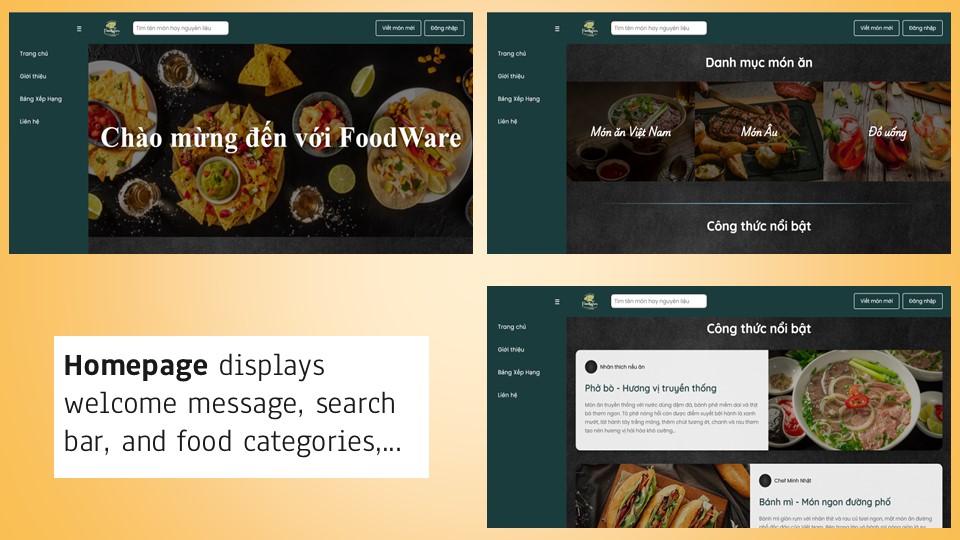 Tìm tên món hay nguyên liệu
Viết món mới
Đăng nhập
Trang chủ
Giới thiệu
Bảng Xếp Hạng
Liên hệ
Chào mừng đến với FoodWare
Tìm tên món hay nguyên liệu
Viết món mới
Đăng nhập
Trang chủ
Giới thiệu
Bảng Xếp Hạng
Liên hệ
Danh mục món ăn
Món ăn Việt Nam
Món Âu
Đồ uống
Công thức nổi bật
Homepage displays
welcome message, search
bar, and food categories,...
Tìm tên món hay nguyên liệu
Viết món mới
Đăng nhập
Trang chủ
Giới thiệu
Bảng Xếp Hạng
Liên hệ
Công thức nổi bật
Nhân thích nấu ăn
Phở bò - Hương vị truyền thống
Món ăn truyền thống với nước dùng đậm đà, bánh phở mềm dai và thịt
bò thơm ngon. Tô phở nóng hổi còn được điểm xuyết bởi hành lá xanh
mướt, lát hành tây trắng mỏng, thêm chút tương ớt, chanh và rau thơm
tạo nên hương vị hài hòa khó cưỡng...
Chef Minh Nhật
Bánh mì - Món ngon đường phố
Bánh mì giòn rụm với nhân thịt và rau củ tươi ngon, một món ăn đường